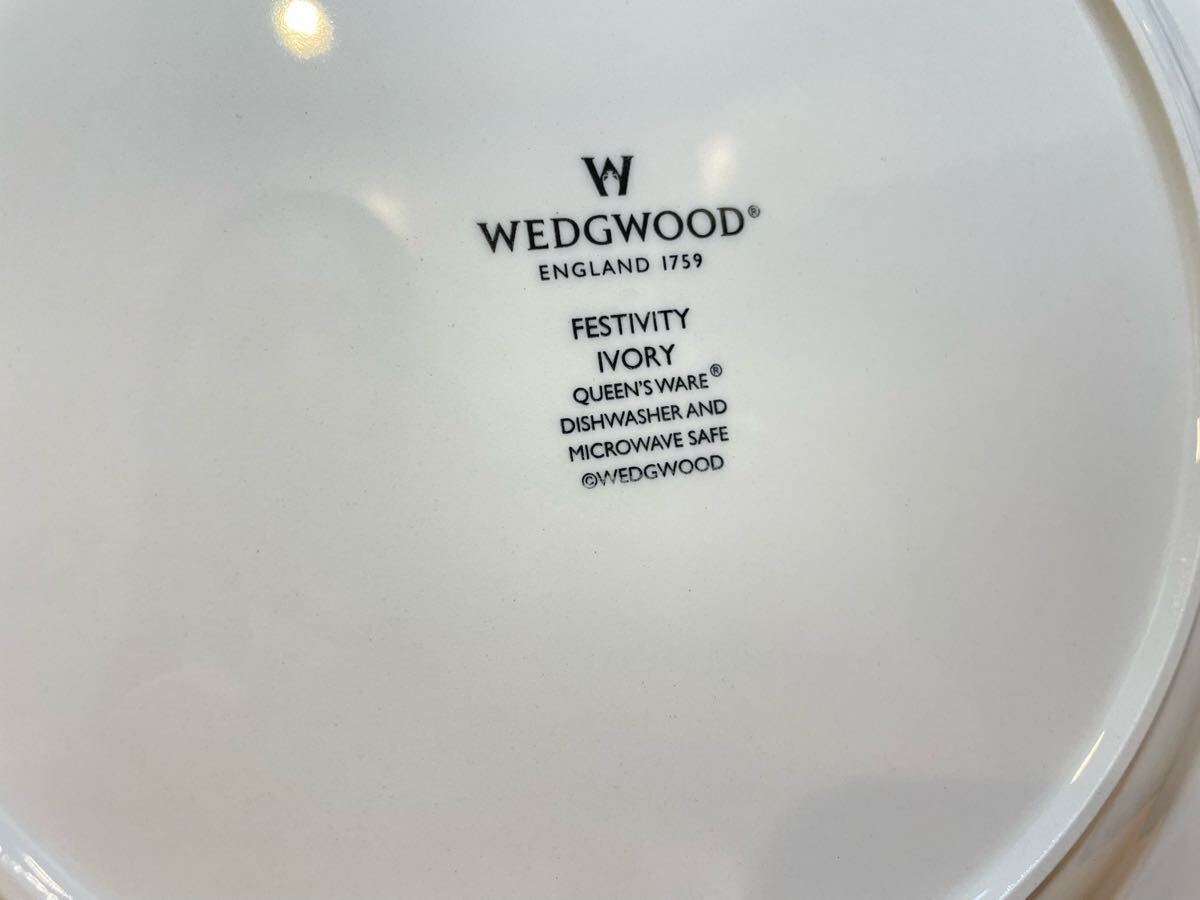 W
WEDGWOOD®
ENGLAND 1759
FESTIVITY
IVORY
QUEEN'S WARE®
DISHWASHER AND
MICROWAVE SAFE
©WEDGWOOD